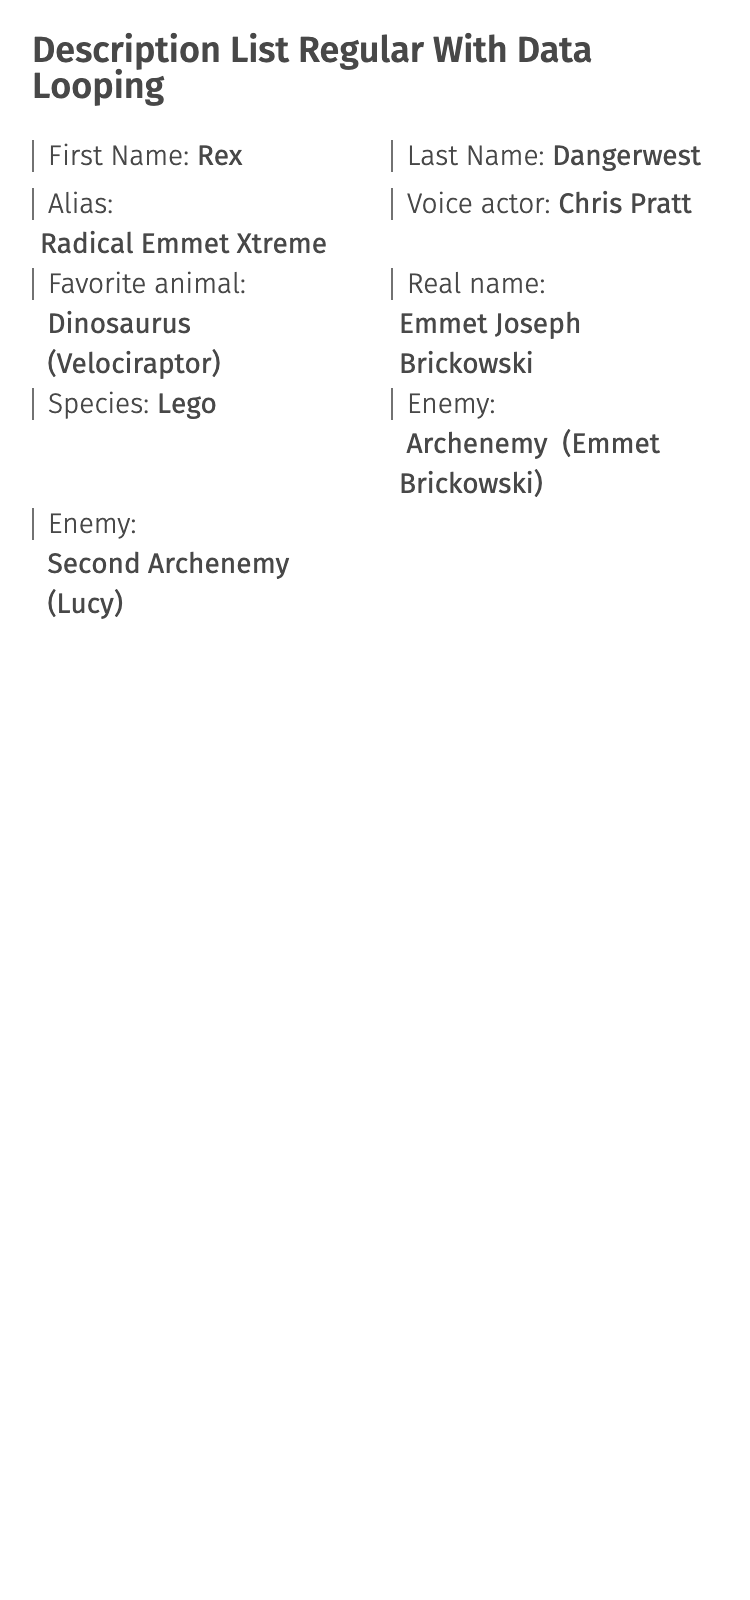 Description List Regular With Data
Looping
First Name: Rex
Last Name: Dangerwest
Alias:
Radical Emmet Xtreme
Voice actor: Chris Pratt
Favorite animal:
Dinosaurus
(Velociraptor)
Real name:
Emmet Joseph
Brickowski
Species: Lego
Enemy:
Archenemy  (Emmet
Brickowski)
Enemy:
Second Archenemy
(Lucy)